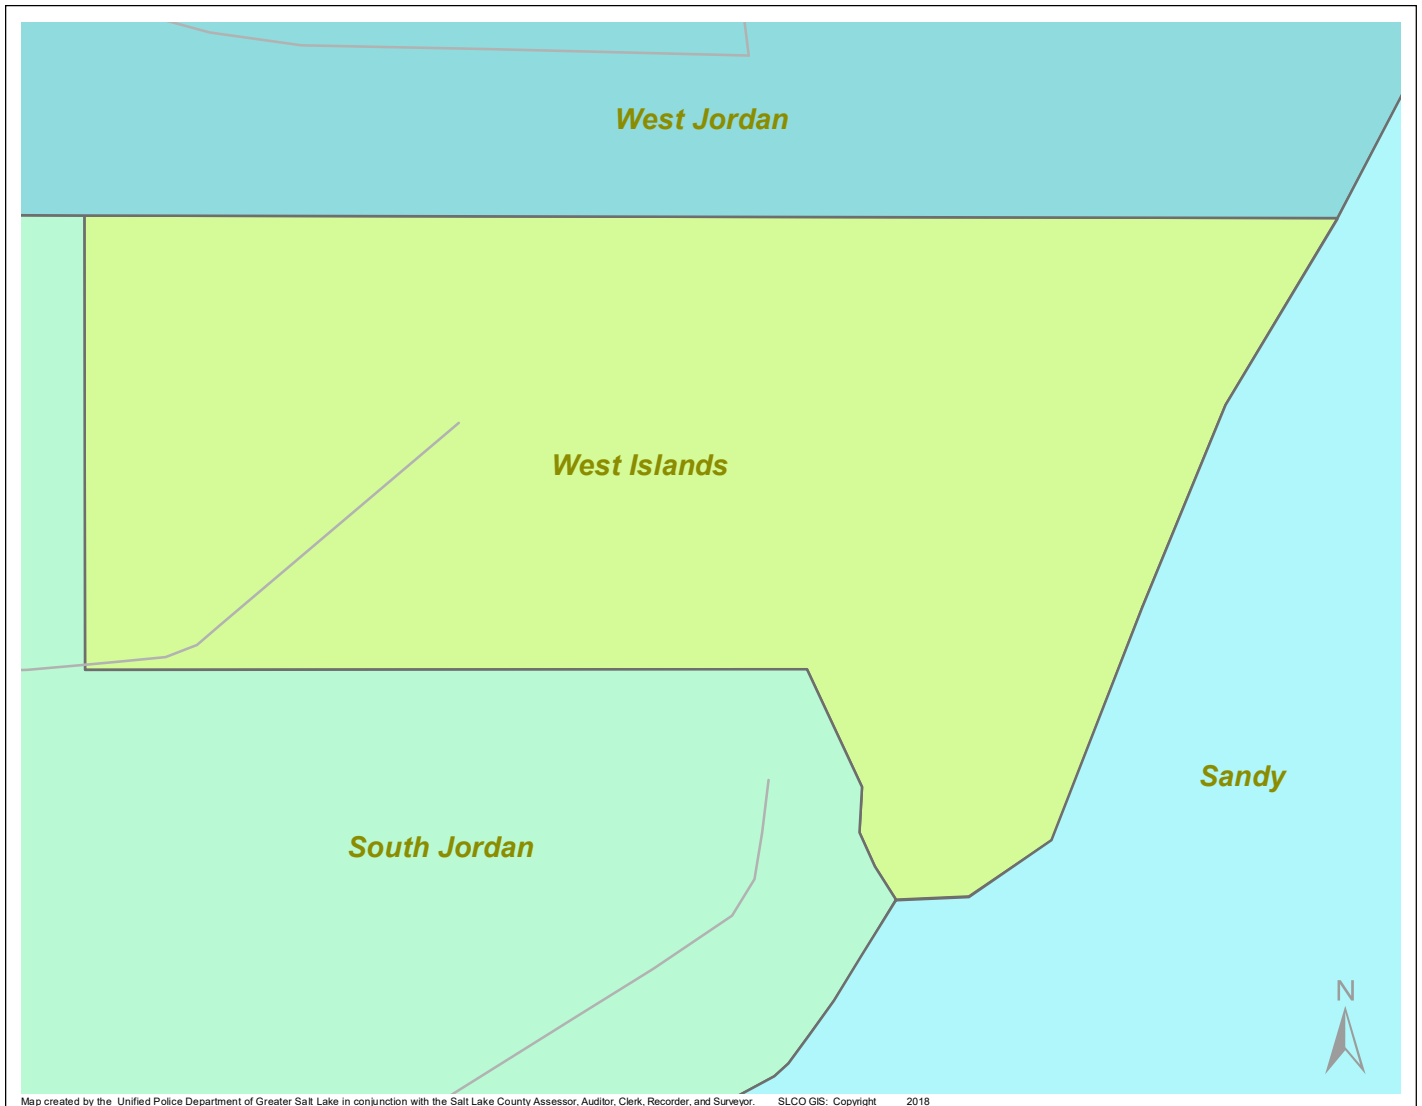 West Jordan
West Islands
Sandy
South Jordan
N
Map created by the Unified Police Department of Greater Salt Lake in conjunction with the Salt Lake County Assessor, Auditor, Clerk, Recorder, and Surveyor. SLCO GIS: Copyright 2018